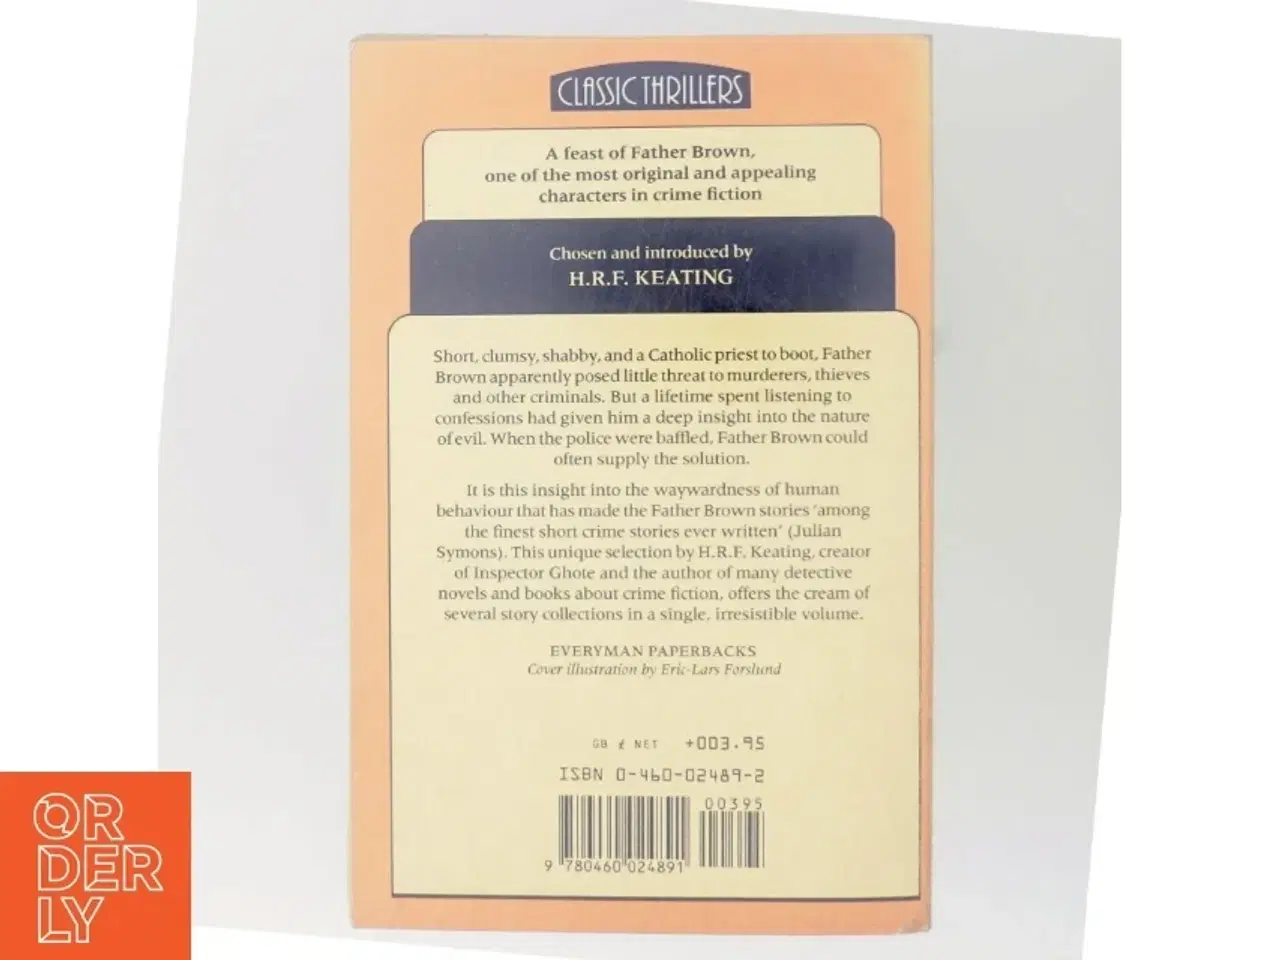 CLASSIC THRILLERS
A feast of Father Brown,
one of the most original and appealing
characters in crime fiction
Chosen and introduced by
H.R.F. KEATING
Short, clumsy, shabby, and a Catholic priest to boot, Father
Brown apparently posed little threat to murderers, thieves
and other criminals. But a lifetime spent listening to
confessions had given him a deep insight into the nature
of evil. When the police were baffled, Father Brown could
often supply the solution.
It is this insight into the waywardness of human
behaviour that has made the Father Brown stories 'among
the finest short crime stories ever written' (Julian
Symons). This unique selection by H.R.F. Keating, creator
of Inspector Ghote and the author of many detective
novels and books about crime fiction, offers the cream of
several story collections in a single, irresistible volume.
EVERYMAN PAPERBACKS
Cover illustration by Eric-Lars Forslund
GB £ NET +003.95
ISBN 0-460-02489-2
00395
9 780460 024891
OR
DER
LY